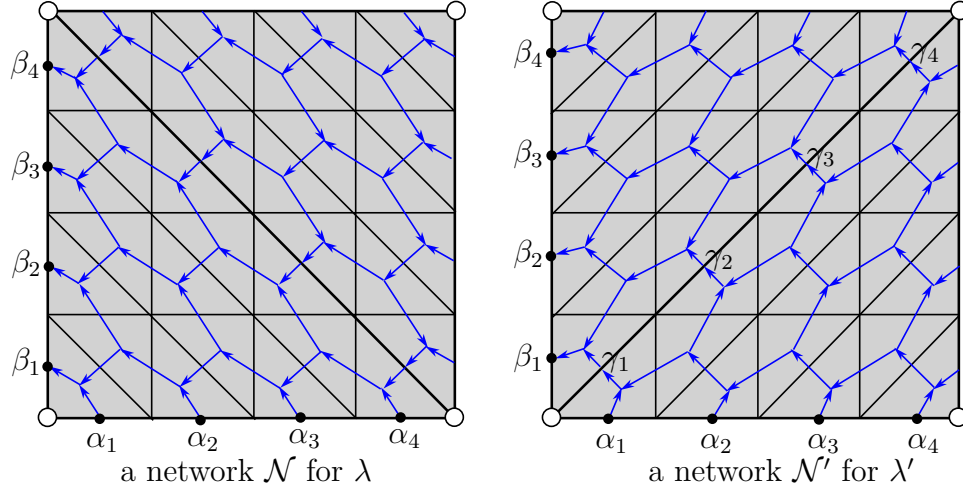 β₄ β₄ γ₄
β₃ β₃ γ₃
β₂ β₂ γ₂
β₁ β₁ γ₁
α₁ α₂ α₃ α₄ α₁ α₂ α₃ α₄
a network 𝒩 for λ a network 𝒩′ for λ′